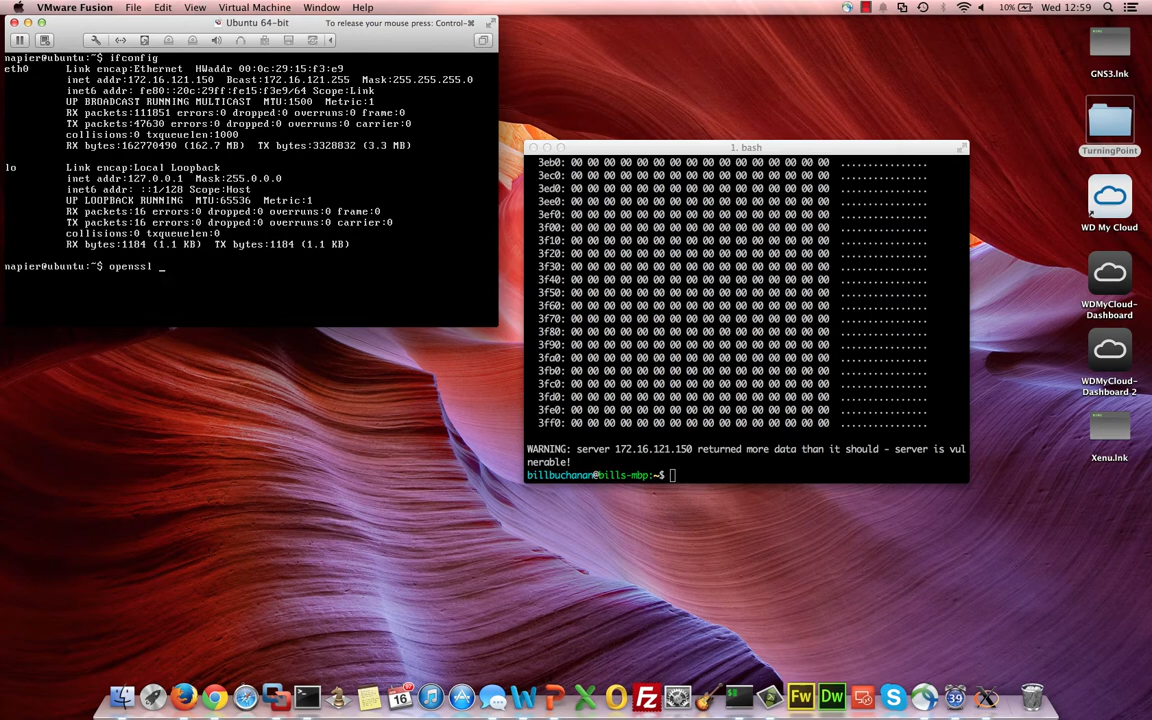 VMware Fusion File Edit View Virtual Machine Window Help
10% Wed 12:59
Ubuntu 64-bit
To release your mouse press: Control-⌘
napier@ubuntu:~$ ifconfig
eth0 Link encap:Ethernet HWaddr 00:0c:29:15:f3:e9
inet addr:172.16.121.150 Bcast:172.16.121.255 Mask:255.255.255.0
inet6 addr: fe80::20c:29ff:fe15:f3e9/64 Scope:Link
UP BROADCAST RUNNING MULTICAST MTU:1500 Metric:1
RX packets:111851 errors:0 dropped:0 overruns:0 frame:0
TX packets:47630 errors:0 dropped:0 overruns:0 carrier:0
collisions:0 txqueuelen:1000
RX bytes:162770490 (162.7 MB) TX bytes:3328832 (3.3 MB)
lo Link encap:Local Loopback
inet addr:127.0.0.1 Mask:255.0.0.0
inet6 addr: ::1/128 Scope:Host
UP LOOPBACK RUNNING MTU:65536 Metric:1
RX packets:16 errors:0 dropped:0 overruns:0 frame:0
TX packets:16 errors:0 dropped:0 overruns:0 carrier:0
collisions:0 txqueuelen:0
RX bytes:1184 (1.1 KB) TX bytes:1184 (1.1 KB)
napier@ubuntu:~$ openssl _
1. bash
3eb0: 00 00 00 00 00 00 00 00 00 00 00 00 00 00 00 00 ................
3ec0: 00 00 00 00 00 00 00 00 00 00 00 00 00 00 00 00 ................
3ed0: 00 00 00 00 00 00 00 00 00 00 00 00 00 00 00 00 ................
3ee0: 00 00 00 00 00 00 00 00 00 00 00 00 00 00 00 00 ................
3ef0: 00 00 00 00 00 00 00 00 00 00 00 00 00 00 00 00 ................
3f00: 00 00 00 00 00 00 00 00 00 00 00 00 00 00 00 00 ................
3f10: 00 00 00 00 00 00 00 00 00 00 00 00 00 00 00 00 ................
3f20: 00 00 00 00 00 00 00 00 00 00 00 00 00 00 00 00 ................
3f30: 00 00 00 00 00 00 00 00 00 00 00 00 00 00 00 00 ................
3f40: 00 00 00 00 00 00 00 00 00 00 00 00 00 00 00 00 ................
3f50: 00 00 00 00 00 00 00 00 00 00 00 00 00 00 00 00 ................
3f60: 00 00 00 00 00 00 00 00 00 00 00 00 00 00 00 00 ................
3f70: 00 00 00 00 00 00 00 00 00 00 00 00 00 00 00 00 ................
3f80: 00 00 00 00 00 00 00 00 00 00 00 00 00 00 00 00 ................
3f90: 00 00 00 00 00 00 00 00 00 00 00 00 00 00 00 00 ................
3fa0: 00 00 00 00 00 00 00 00 00 00 00 00 00 00 00 00 ................
3fb0: 00 00 00 00 00 00 00 00 00 00 00 00 00 00 00 00 ................
3fc0: 00 00 00 00 00 00 00 00 00 00 00 00 00 00 00 00 ................
3fd0: 00 00 00 00 00 00 00 00 00 00 00 00 00 00 00 00 ................
3fe0: 00 00 00 00 00 00 00 00 00 00 00 00 00 00 00 00 ................
3ff0: 00 00 00 00 00 00 00 00 00 00 00 00 00 00 00 00 ................
WARNING: server 172.16.121.150 returned more data than it should - server is vul
nerable!
billbuchanan@bills-mbp:~$
GNS3.lnk
TurningPoint
WD My Cloud
WDMyCloud-
Dashboard
WDMyCloud-
Dashboard 2
Xenu.lnk
16
Fz
Fw
Dw
39